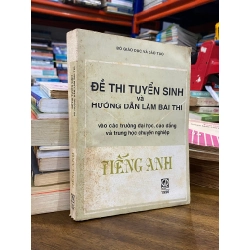 BỘ GIÁO DỤC VÀ ĐÀO TẠO
ĐỀ THI TUYỂN SINH
và
HƯỚNG DẪN LÀM BÀI THI
vào các trường đại học, cao đẳng
và trung học chuyên nghiệp
TIẾNG ANH